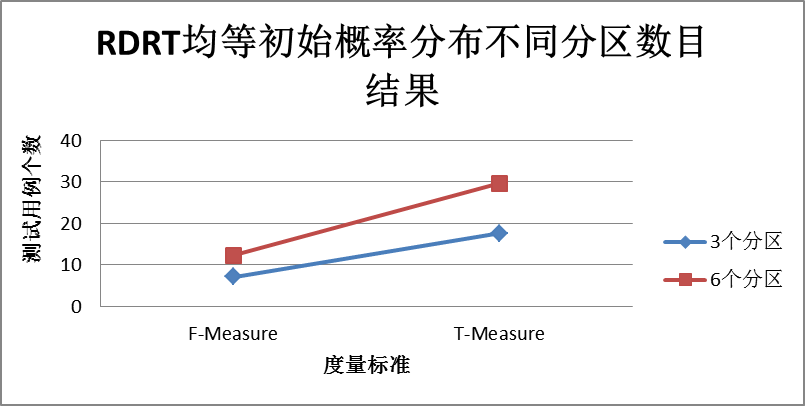 RDRT均等初始概率分布不同分区数目
结果
测试用例个数
40
30
20
10
0
F-Measure
T-Measure
度量标准
3个分区
6个分区